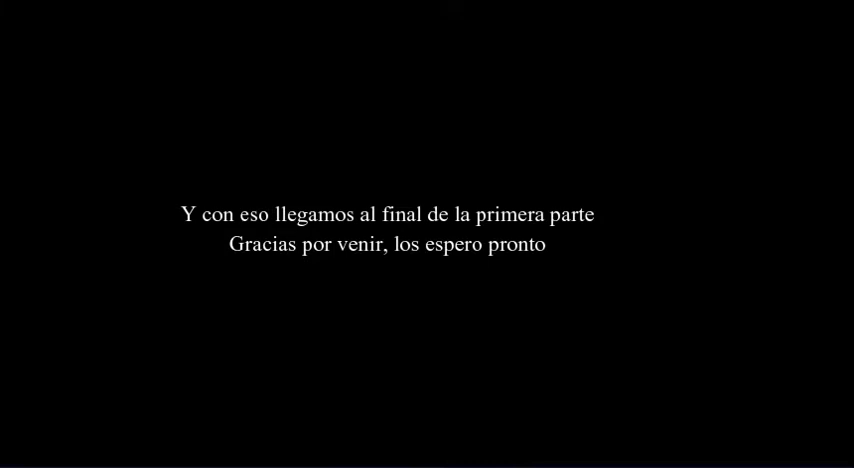 Y con eso llegamos al final de la primera parte
Gracias por venir, los espero pronto